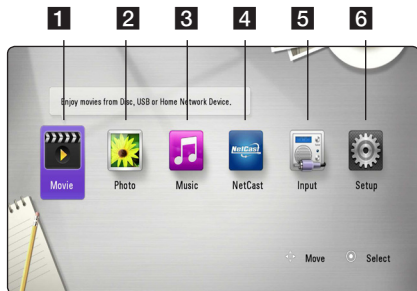 1 2 3 4 5 6
Enjoy movies from Disc, USB or Home Network Device.
NetCast
Movie Photo Music NetCast Input Setup
Move Select